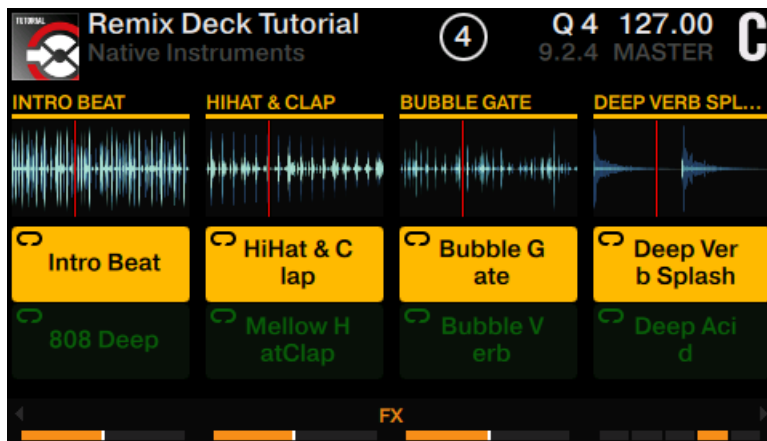 TUTORIAL
Remix Deck Tutorial
Native Instruments
4
Q 4 127.00
9.2.4 MASTER
C
INTRO BEAT
HIHAT & CLAP
BUBBLE GATE
DEEP VERB SPL...
Intro Beat
HiHat & C
lap
Bubble G
ate
Deep Ver
b Splash
808 Deep
Mellow H
atClap
Bubble V
erb
Deep Aci
d
FX